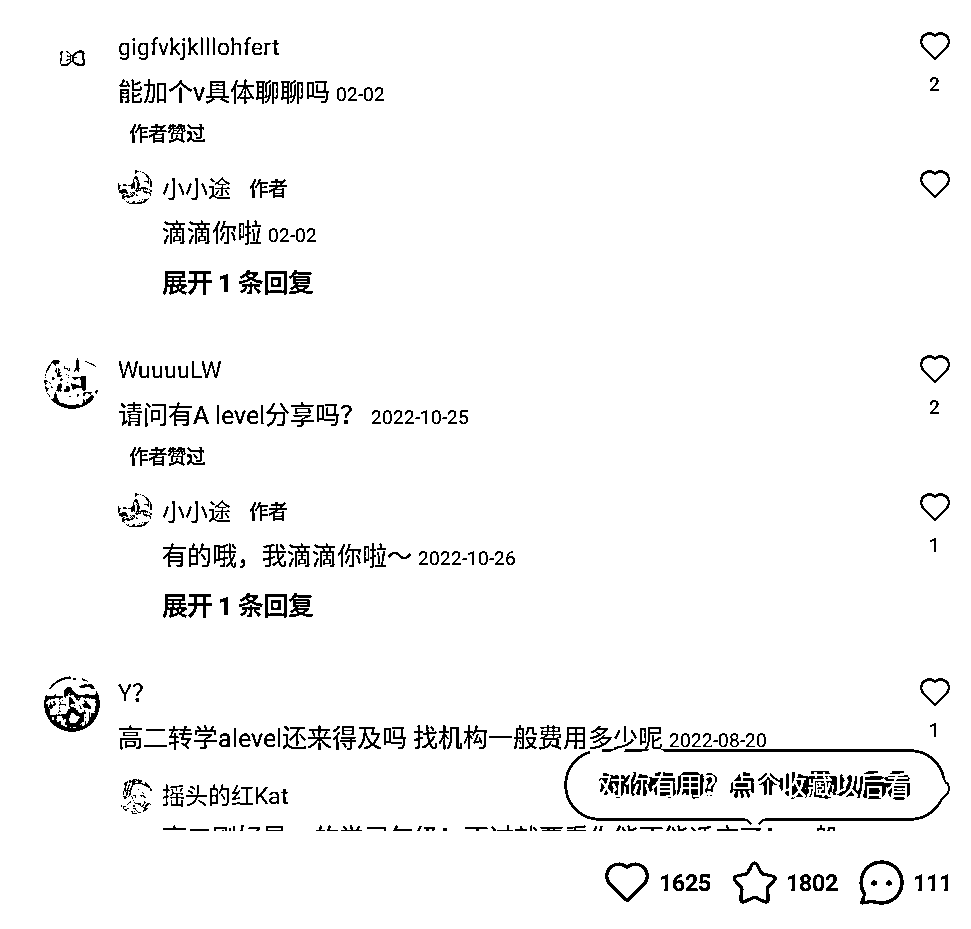 gigfvkjklllohfert
能加个v具体聊聊吗 02-02
2
作者赞过
小小途 作者
滴滴你啦 02-02
展开 1 条回复
WuuuuLW
请问有A level分享吗？ 2022-10-25
2
作者赞过
小小途 作者
有的哦，我滴滴你啦～ 2022-10-26
1
展开 1 条回复
Y？
高二转学alevel还来得及吗 找机构一般费用多少呢 2022-08-20
1
对你有用？点个收藏以后看
摇头的红Kat
1625 1802 111